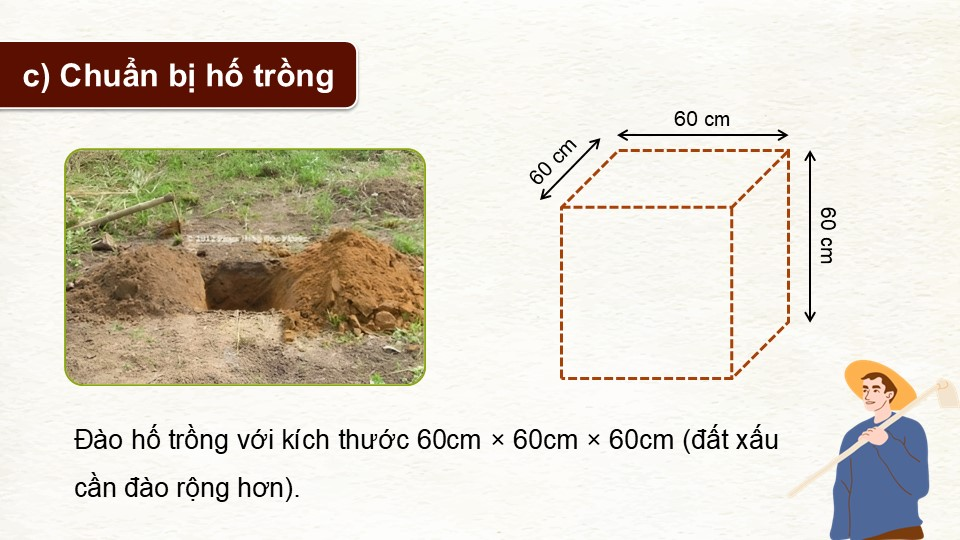 c) Chuẩn bị hố trồng
60 cm
60 cm
60 cm
Đào hố trồng với kích thước 60cm × 60cm × 60cm (đất xấu
cần đào rộng hơn).